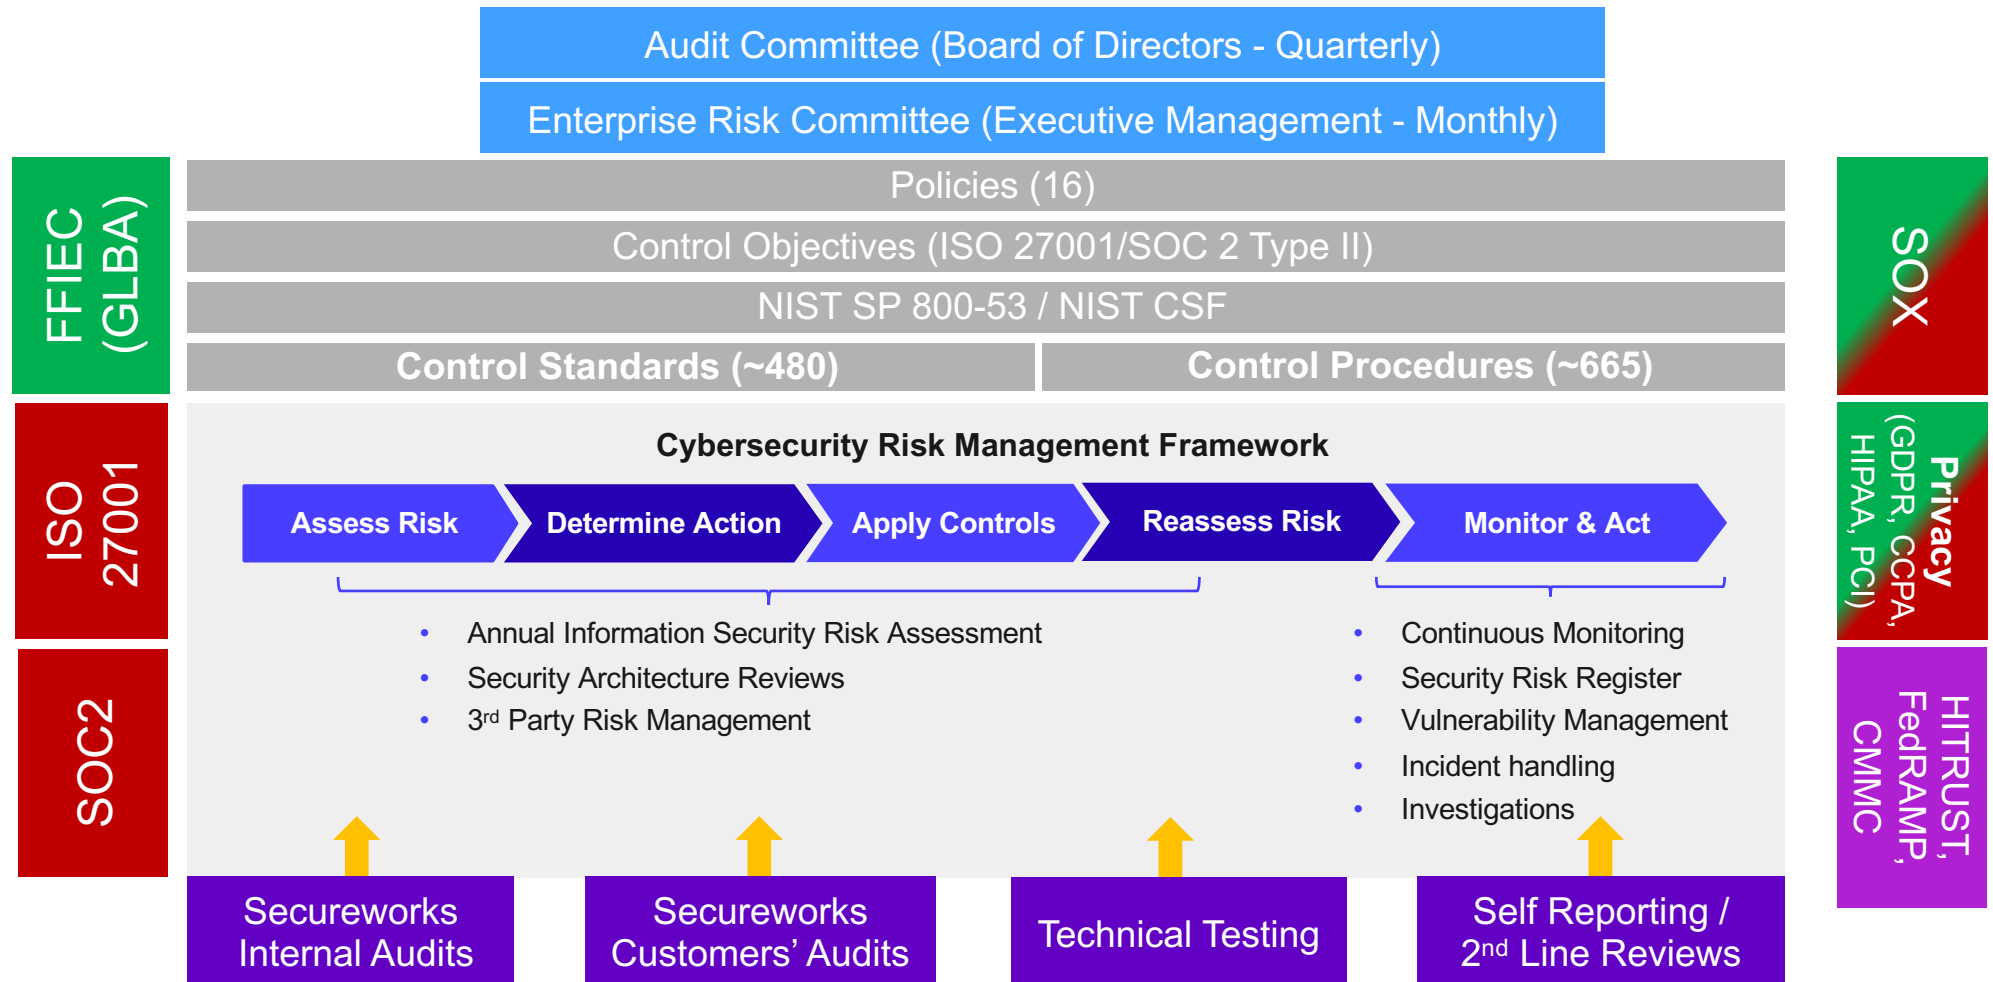 Audit Committee (Board of Directors - Quarterly)
Enterprise Risk Committee (Executive Management - Monthly)
FFIEC
(GLBA)
Policies (16)
Control Objectives (ISO 27001/SOC 2 Type II)
NIST SP 800-53 / NIST CSF
Control Standards (~480)
Control Procedures (~665)
SOX
ISO
27001
Cybersecurity Risk Management Framework
Assess Risk
Determine Action
Apply Controls
Reassess Risk
Monitor & Act
Privacy
(GDPR, CCPA,
HIPAA, PCI)
• Annual Information Security Risk Assessment
• Security Architecture Reviews
• 3rd Party Risk Management
• Continuous Monitoring
• Security Risk Register
• Vulnerability Management
• Incident handling
• Investigations
SOC2
HITRUST,
FedRAMP,
CMMC
Secureworks
Internal Audits
Secureworks
Customers’ Audits
Technical Testing
Self Reporting /
2nd Line Reviews